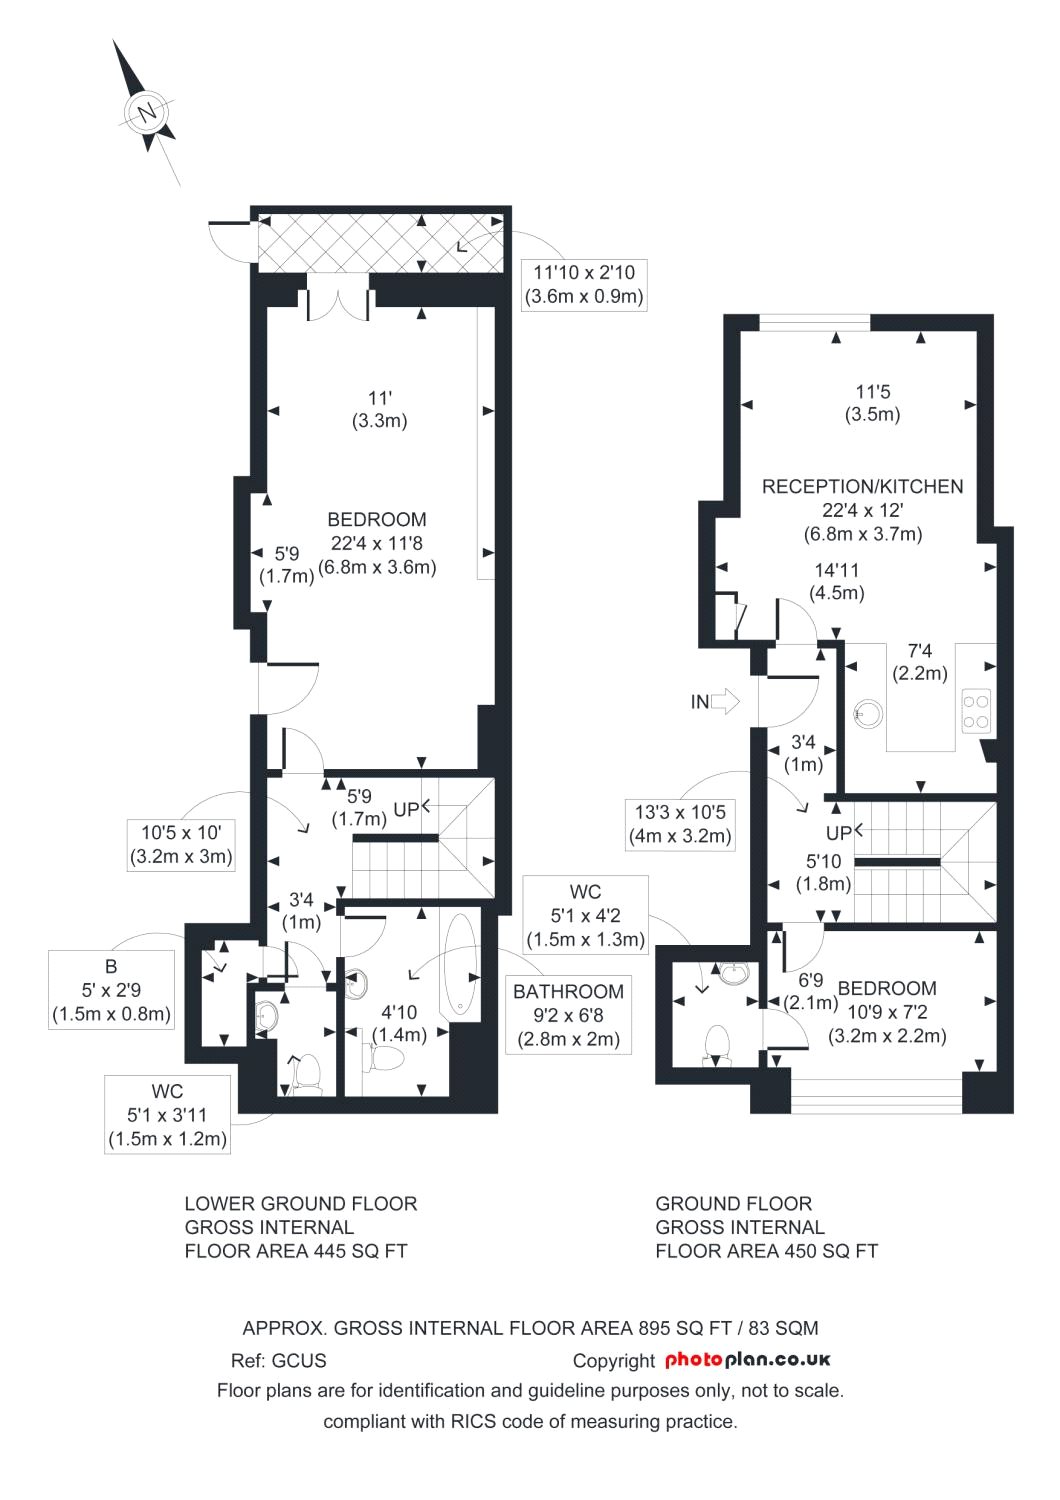 N
11'10 x 2'10
(3.6m x 0.9m)
11'
(3.3m)
BEDROOM
22'4 x 11'8
(6.8m x 3.6m)
5'9
(1.7m)
5'9
(1.7m)
UP
10'5 x 10'
(3.2m x 3m)
3'4
(1m)
B
5' x 2'9
(1.5m x 0.8m)
4'10
(1.4m)
BATHROOM
9'2 x 6'8
(2.8m x 2m)
WC
5'1 x 3'11
(1.5m x 1.2m)
LOWER GROUND FLOOR
GROSS INTERNAL
FLOOR AREA 445 SQ FT
11'5
(3.5m)
RECEPTION/KITCHEN
22'4 x 12'
(6.8m x 3.7m)
14'11
(4.5m)
7'4
(2.2m)
IN
3'4
(1m)
13'3 x 10'5
(4m x 3.2m)
UP
5'10
(1.8m)
WC
5'1 x 4'2
(1.5m x 1.3m)
6'9
(2.1m)
BEDROOM
10'9 x 7'2
(3.2m x 2.2m)
GROUND FLOOR
GROSS INTERNAL
FLOOR AREA 450 SQ FT
APPROX. GROSS INTERNAL FLOOR AREA 895 SQ FT / 83 SQM
Ref: GCUS
Copyright photoplan.co.uk
Floor plans are for identification and guideline purposes only, not to scale.
compliant with RICS code of measuring practice.